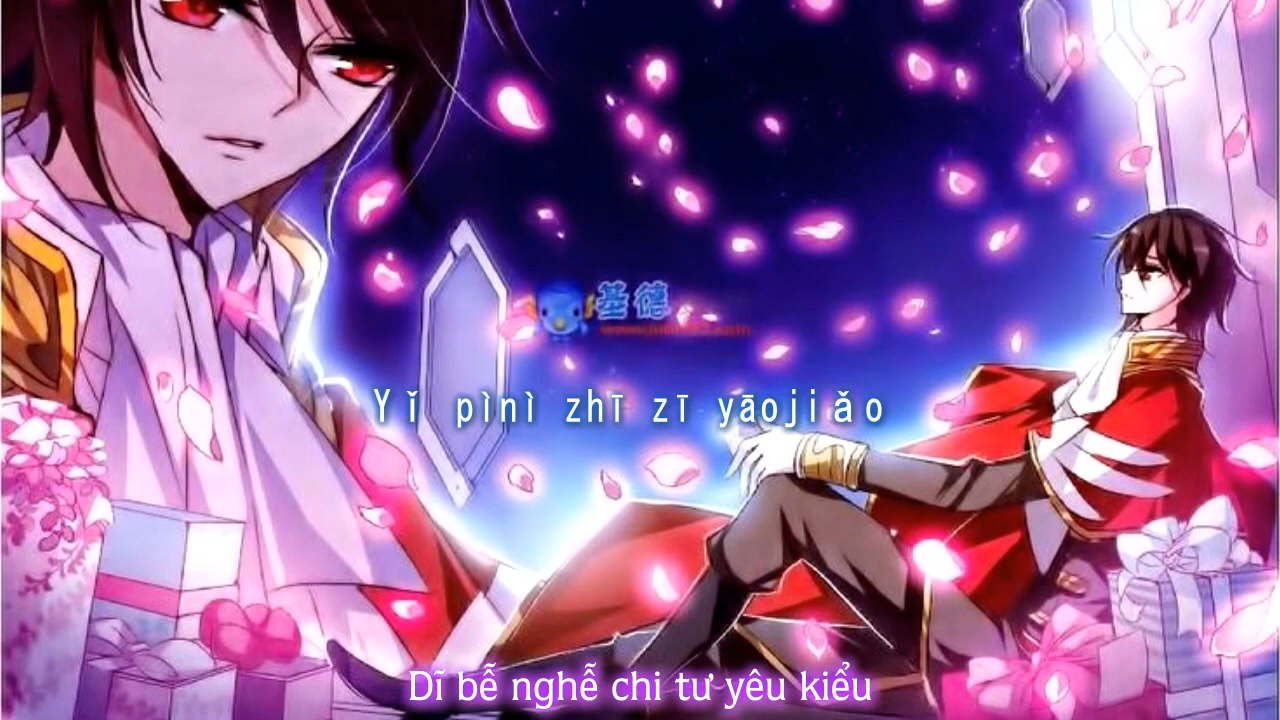 基德
Yǐ pìnì zhī zī yāojiǎo
Dĩ bễ nghễ chi tư yêu kiểu